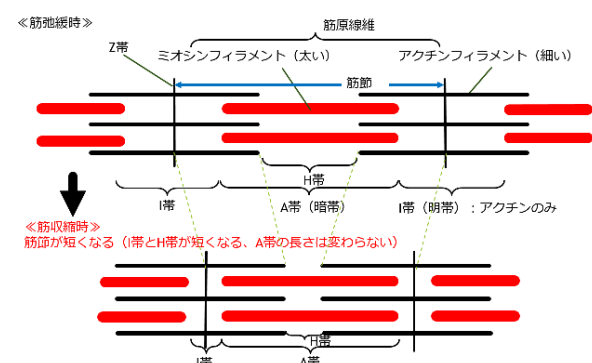 ≪筋弛緩時≫
筋原線維
Z帯
ミオシンフィラメント（太い）
アクチンフィラメント（細い）
筋節
H帯
I帯
A帯（暗帯）
I帯（明帯）：アクチンのみ
≪筋収縮時≫
筋節が短くなる（I帯とH帯が短くなる、A帯の長さは変わらない）
H帯
I帯
A帯